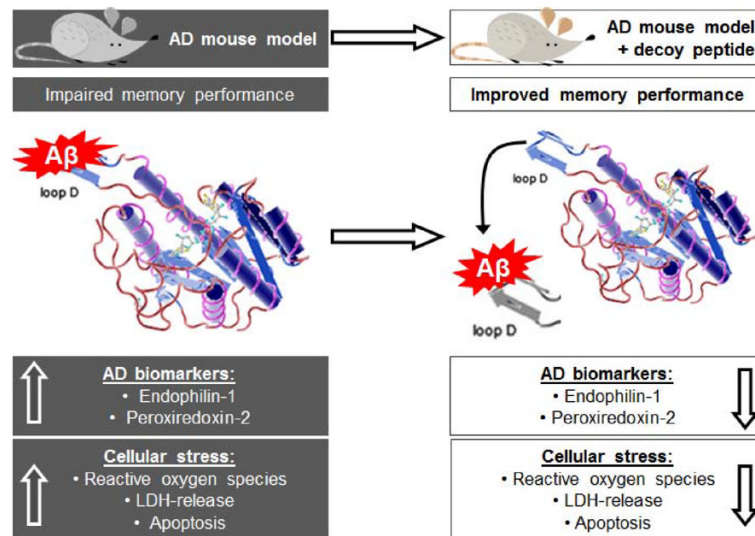 AD mouse model
AD mouse model
+ decoy peptide
Impaired memory performance
Improved memory performance
Aβ
loop D
loop D
Aβ
loop D
AD biomarkers:
• Endophilin-1
• Peroxiredoxin-2
AD biomarkers:
• Endophilin-1
• Peroxiredoxin-2
Cellular stress:
• Reactive oxygen species
• LDH-release
• Apoptosis
Cellular stress:
• Reactive oxygen species
• LDH-release
• Apoptosis